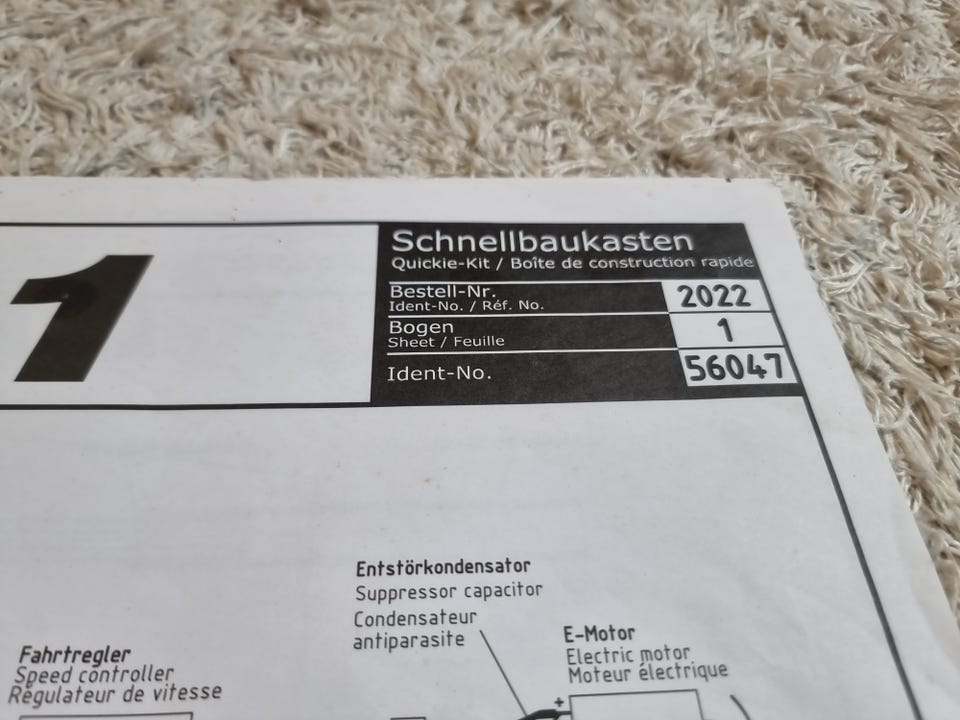 1
Schnellbaukasten
Quickie-Kit / Boîte de construction rapide
Bestell-Nr.
Ident-No. / Réf. No.
2022
Bogen
Sheet / Feuille
1
Ident-No.
56047
Entstörkondensator
Suppressor capacitor
Condensateur
antiparasite
E-Motor
Electric motor
Moteur électrique
Fahrtregler
Speed controller
Régulateur de vitesse
+